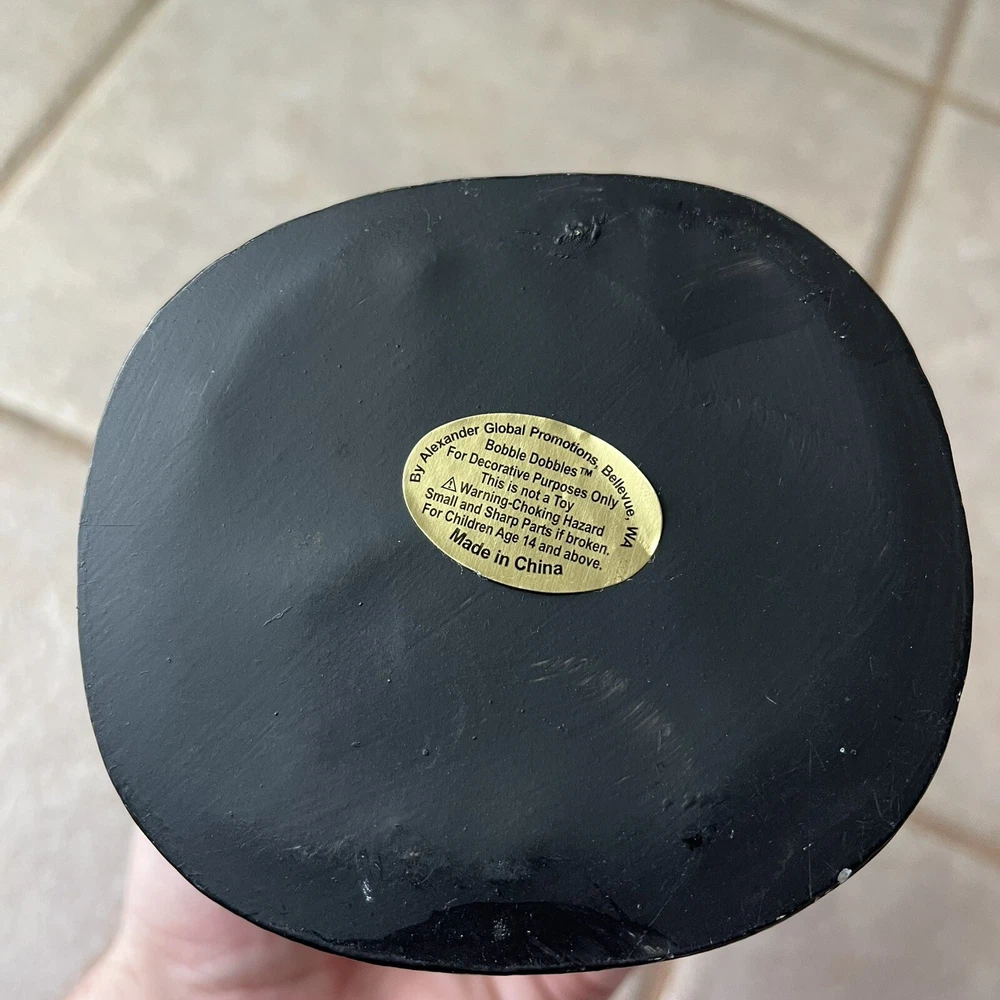 By Alexander Global Promotions, Bellevue, WA
Bobble Dobbles™
For Decorative Purposes Only
This is not a Toy
⚠ Warning-Choking Hazard
Small and Sharp Parts if broken.
For Children Age 14 and above.
Made in China